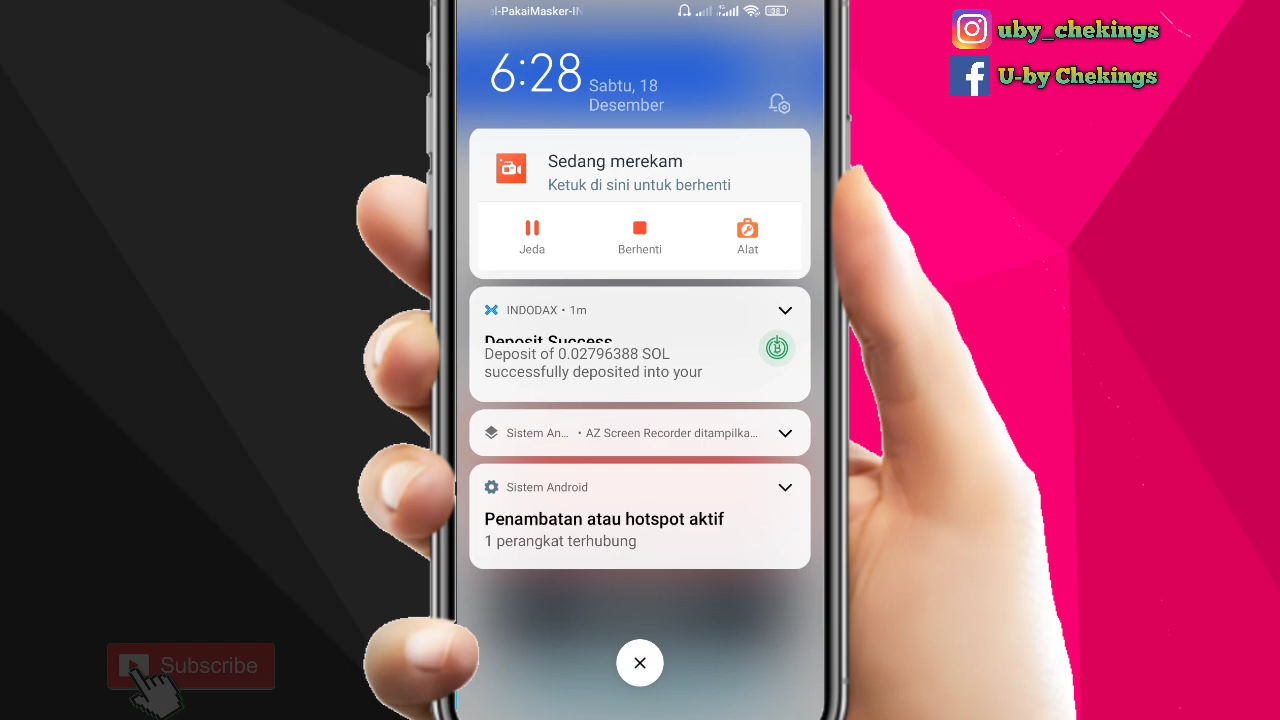 uby_chekings
U-by Chekings
l-PakaiMasker-IN
38
6:28
Sabtu, 18
Desember
Sedang merekam
Ketuk di sini untuk berhenti
Jeda
Berhenti
Alat
INDODAX • 1m
Deposit Success
Deposit of 0.02796388 SOL
successfully deposited into your
Sistem An... • AZ Screen Recorder ditampilka...
Sistem Android
Penambatan atau hotspot aktif
1 perangkat terhubung
Subscribe